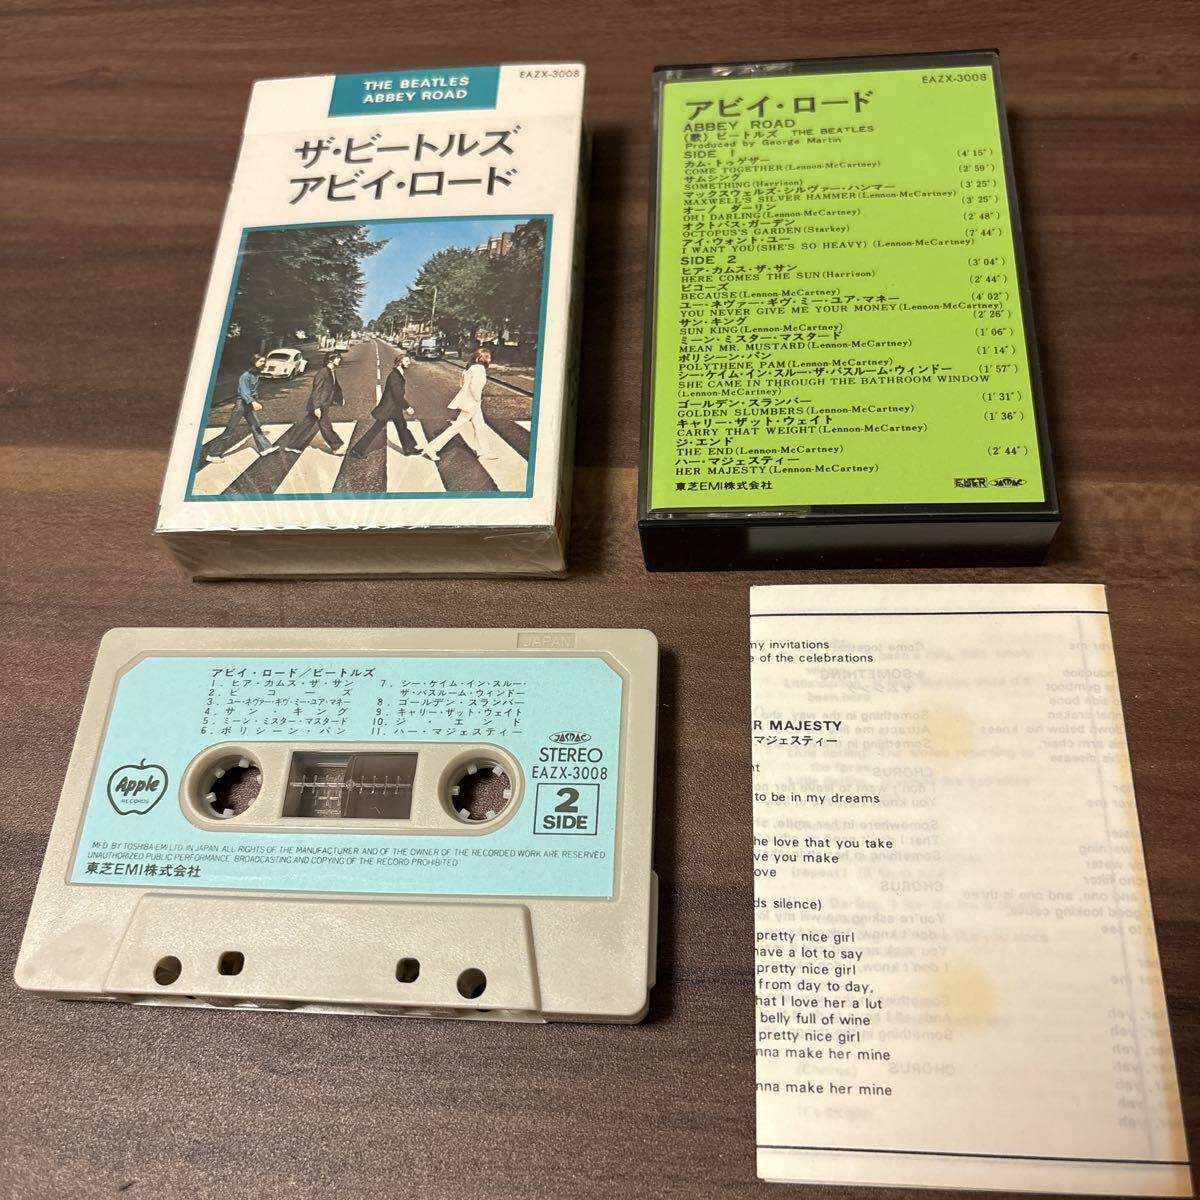 THE BEATLES
ABBEY ROAD
EAZX-3008
ザ・ビートルズ
アビイ・ロード
EAZX-3008
アビイ・ロード
ABBEY ROAD
(歌) ビートルズ THE BEATLES
Produced by George Martin
SIDE 1
カム・トゥゲザー (4'15")
COME TOGETHER(Lennon-McCartney)
サムシング (2'59")
SOMETHING(Harrison)
マックスウェルズ・シルヴァー・ハンマー (3'25")
MAXWELL'S SILVER HAMMER(Lennon-McCartney)
オー! ダーリン (3'25")
OH! DARLING(Lennon-McCartney)
オクトパス・ガーデン (2'48")
OCTOPUS'S GARDEN(Starkey)
アイ・ウォント・ユー (7'44")
I WANT YOU(SHE'S SO HEAVY) (Lennon-McCartney)
SIDE 2
ヒア・カムス・ザ・サン (3'04")
HERE COMES THE SUN(Harrison)
ビコーズ (2'44")
BECAUSE(Lennon-McCartney)
ユー・ネヴァー・ギヴ・ミー・ユア・マネー (4'02")
YOU NEVER GIVE ME YOUR MONEY(Lennon-McCartney)
サン・キング (2'26")
SUN KING(Lennon-McCartney)
ミーン・ミスター・マスタード (1'06")
MEAN MR. MUSTARD(Lennon-McCartney)
ポリシーン・パン (1'14")
POLYTHENE PAM(Lennon-McCartney)
シー・ケイム・イン・スルー・ザ・バスルーム・ウィンドー (1'57")
SHE CAME IN THROUGH THE BATHROOM WINDOW
(Lennon-McCartney)
ゴールデン・スランバー (1'31")
GOLDEN SLUMBERS(Lennon-McCartney)
キャリー・ザット・ウェイト (1'36")
CARRY THAT WEIGHT(Lennon-McCartney)
ジ・エンド
THE END(Lennon-McCartney)
ハー・マジェスティー (2'44")
HER MAJESTY(Lennon-McCartney)
東芝EMI株式会社
JASRAC
JAPAN
アビイ・ロード/ビートルズ
1. ヒア・カムス・ザ・サン
2. ビコーズ
3. ユー・ネヴァー・ギヴ・ミー・ユア・マネー
4. サン・キング
5. ミーン・ミスター・マスタード
6. ポリシーン・パン
7. シー・ケイム・イン・スルー・
ザ・バスルーム・ウィンドー
8. ゴールデン・スランバー
9. キャリー・ザット・ウェイト
10. ジ・エンド
11. ハー・マジェスティー
JASRAC
STEREO
EAZX-3008
2
SIDE
Apple
RECORDS
MFD BY TOSHIBA EMI LTD. IN JAPAN ALL RIGHTS OF THE MANUFACTURER AND OF THE OWNER OF THE RECORDED WORK ARE RESERVED
UNAUTHORIZED PUBLIC PERFORMANCE BROADCASTING AND COPYING OF THE RECORD PROHIBITED
東芝EMI株式会社
my invitations
e of the celebrations
R MAJESTY
マジェスティー
nt
to be in my dreams
he love that you take
ve you make
ove
ds silence)
pretty nice girl
have a lot to say
pretty nice girl
from day to day,
hat I love her a lot
belly full of wine
pretty nice girl
nna make her mine
nna make her mine